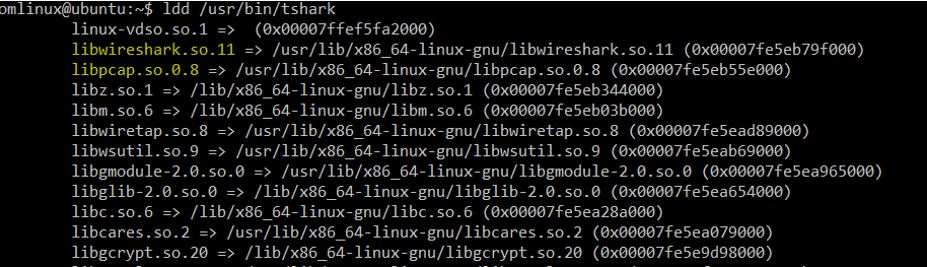 omlinux@ubuntu:~$ ldd /usr/bin/tshark
linux-vdso.so.1 =>  (0x00007ffef5fa2000)
libwireshark.so.11 => /usr/lib/x86_64-linux-gnu/libwireshark.so.11 (0x00007fe5eb79f000)
libpcap.so.0.8 => /usr/lib/x86_64-linux-gnu/libpcap.so.0.8 (0x00007fe5eb55e000)
libz.so.1 => /lib/x86_64-linux-gnu/libz.so.1 (0x00007fe5eb344000)
libm.so.6 => /lib/x86_64-linux-gnu/libm.so.6 (0x00007fe5eb03b000)
libwiretap.so.8 => /usr/lib/x86_64-linux-gnu/libwiretap.so.8 (0x00007fe5ead89000)
libwsutil.so.9 => /usr/lib/x86_64-linux-gnu/libwsutil.so.9 (0x00007fe5eab69000)
libgmodule-2.0.so.0 => /usr/lib/x86_64-linux-gnu/libgmodule-2.0.so.0 (0x00007fe5ea965000)
libglib-2.0.so.0 => /lib/x86_64-linux-gnu/libglib-2.0.so.0 (0x00007fe5ea654000)
libc.so.6 => /lib/x86_64-linux-gnu/libc.so.6 (0x00007fe5ea28a000)
libcares.so.2 => /usr/lib/x86_64-linux-gnu/libcares.so.2 (0x00007fe5ea079000)
libgcrypt.so.20 => /lib/x86_64-linux-gnu/libgcrypt.so.20 (0x00007fe5e9d98000)